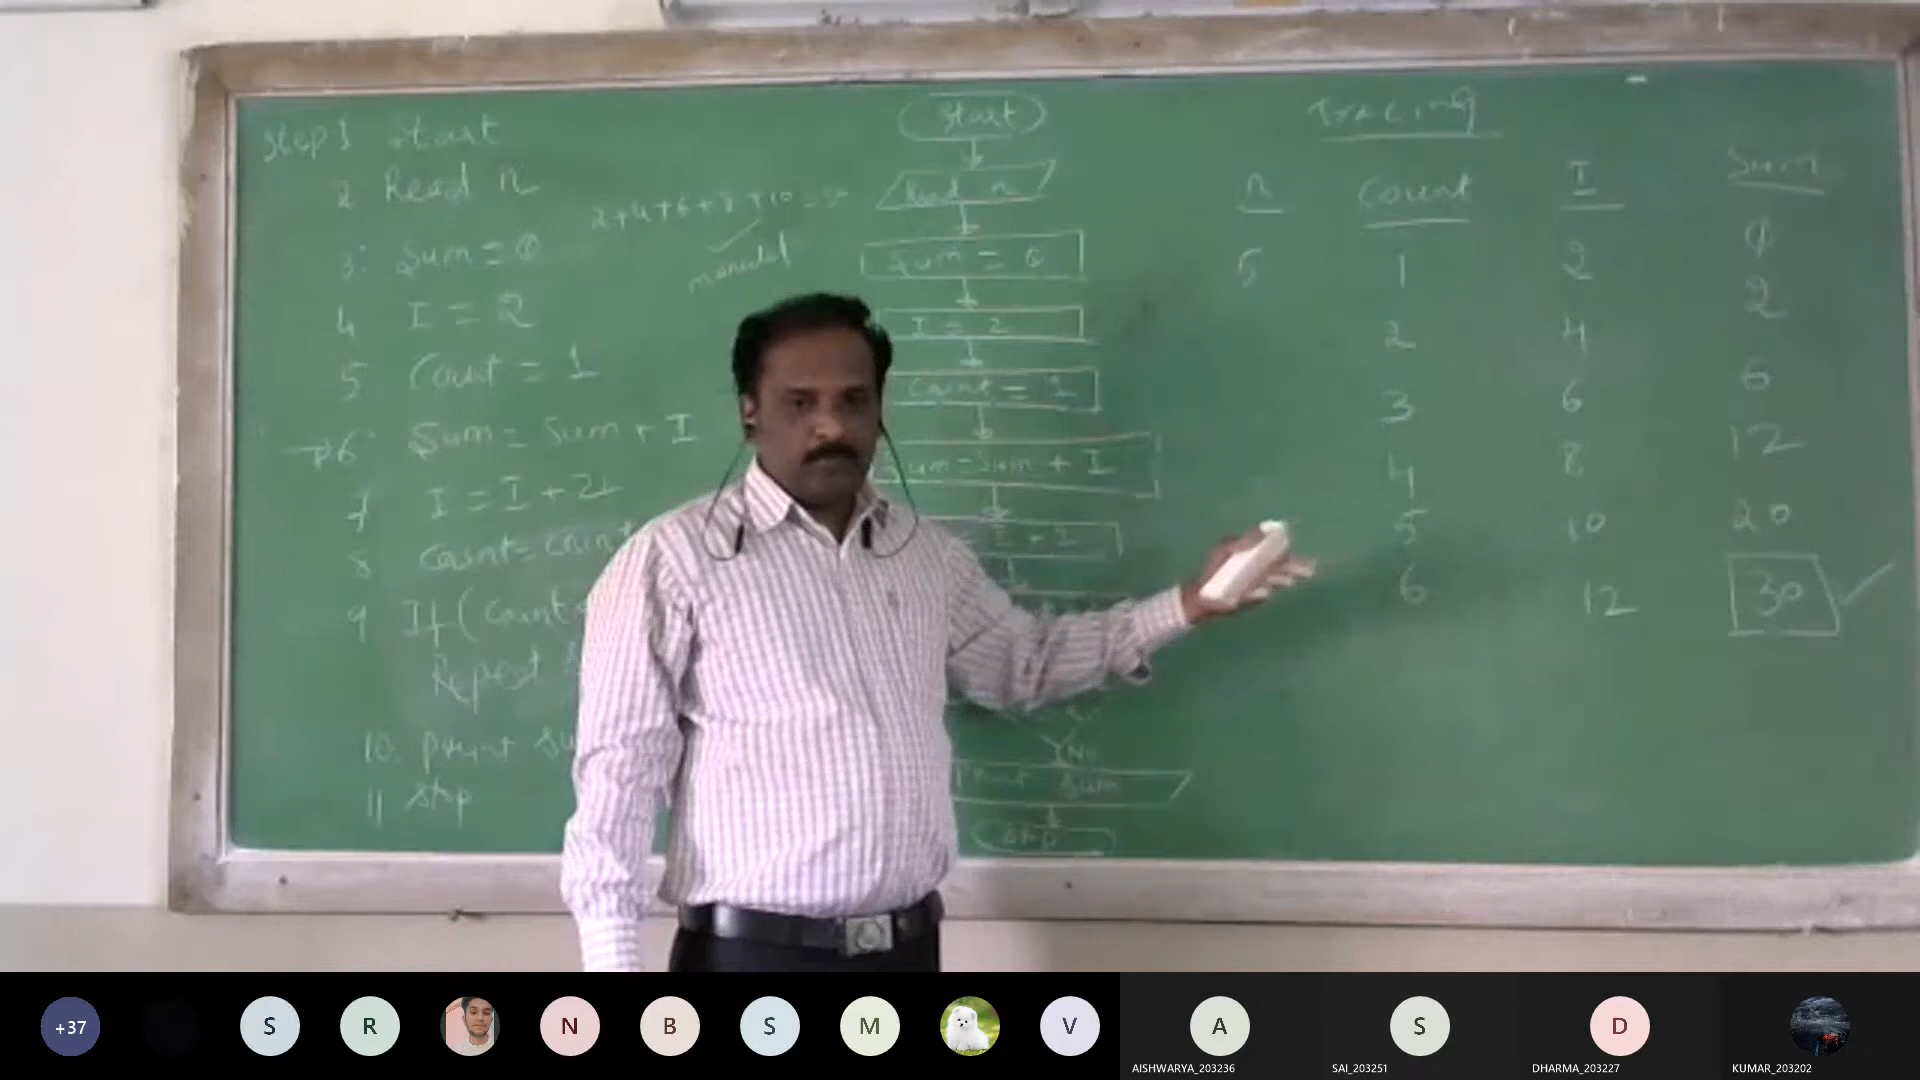 Step 1 Start
2 Read n
3: Sum = 0
4 I = 2
5 Count = 1
→6 Sum = Sum + I
7 I = I + 2
8 Count = Count +
9 If ( Count
Repeat
10. print Su
11 Stop
2+4+6+8+10 = 30
manual
Start
Read n
Sum = 0
I = 2
Count = 1
Sum = Sum + I
= I + 2
No
Print Sum
Stop
Tracing
n Count I Sum
0
5 1 2 2
2 4 6
3 6 12
4 8 20
5 10 30
6 12
+37
S
R
N
B
S
M
V
A
AISHWARYA_203236
S
SAI_203251
D
DHARMA_203227
KUMAR_203202